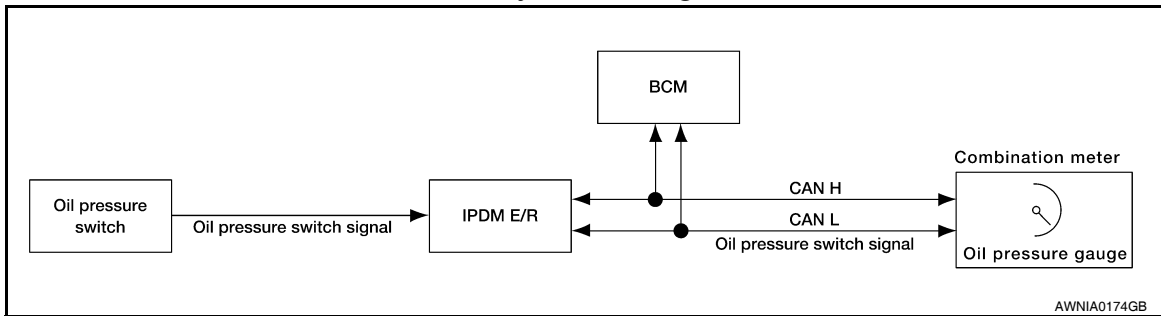 BCM
Combination meter
Oil pressure
switch
Oil pressure switch signal
IPDM E/R
CAN H
CAN L
Oil pressure switch signal
Oil pressure gauge
AWNIA0174GB